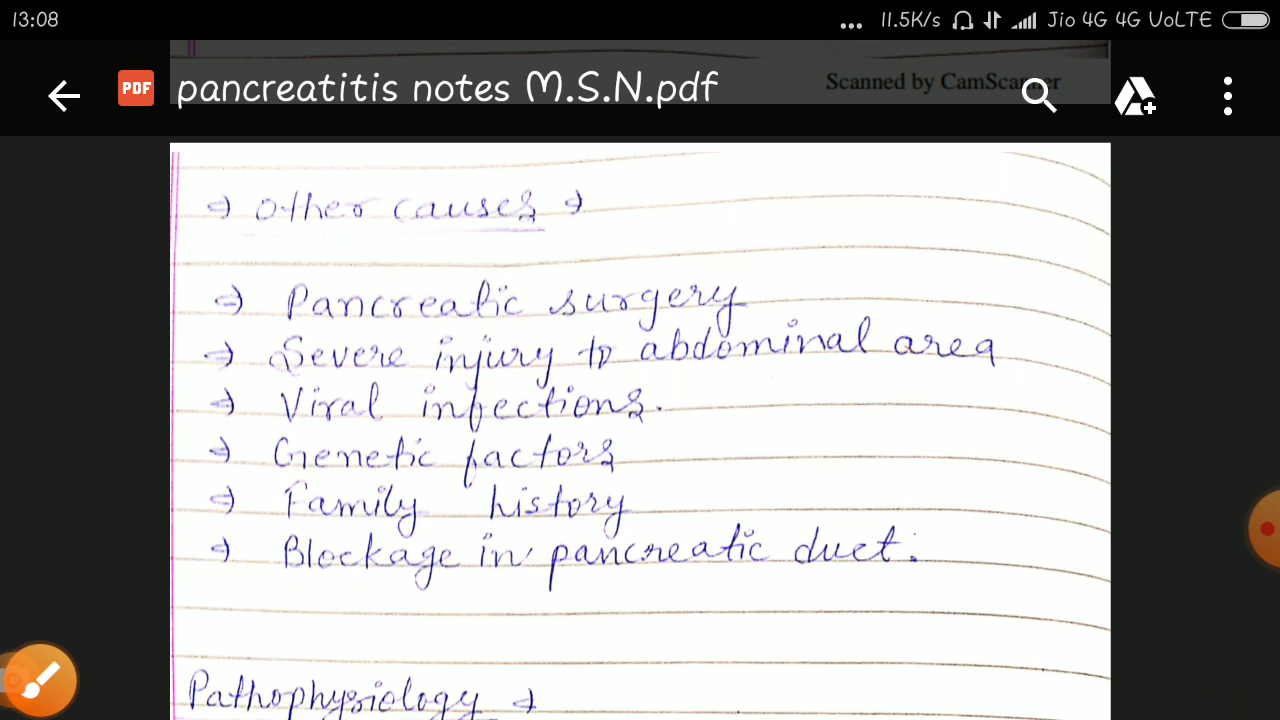 13:08 ... 11.5K/s Jio 4G 4G VoLTE
PDF pancreatitis notes M.S.N.pdf
Scanned by CamScanner
⇒ Other causes →
⇒ Pancreatic surgery
⇒ Severe injury to abdominal area
⇒ Viral infections.
⇒ Genetic factors
⇒ Family history
⇒ Blockage in pancreatic duct.
Pathophysiology →